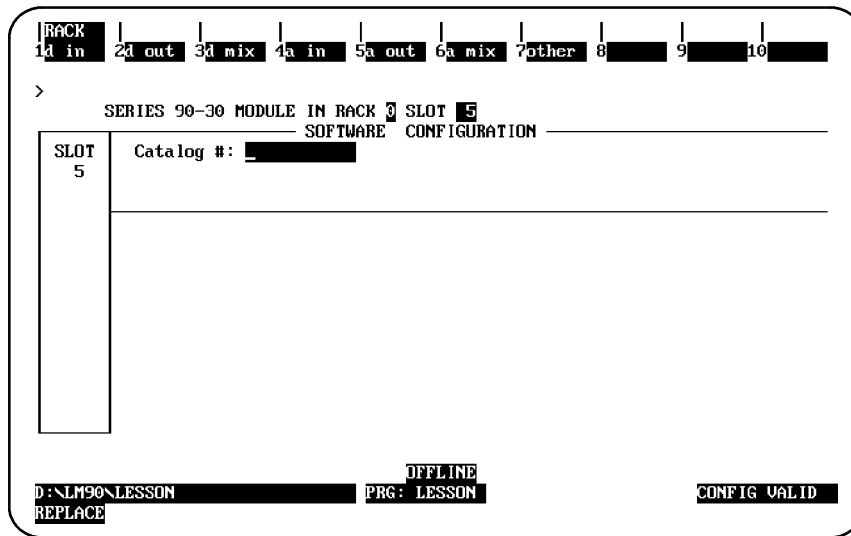 RACK
1d in 2d out 3d mix 4a in 5a out 6a mix 7other 8 9 10
>
SERIES 90-30 MODULE IN RACK 0 SLOT 5
SOFTWARE CONFIGURATION
SLOT Catalog #: _
5
OFFLINE
D:\LM90\LESSON PRG: LESSON CONFIG VALID
REPLACE